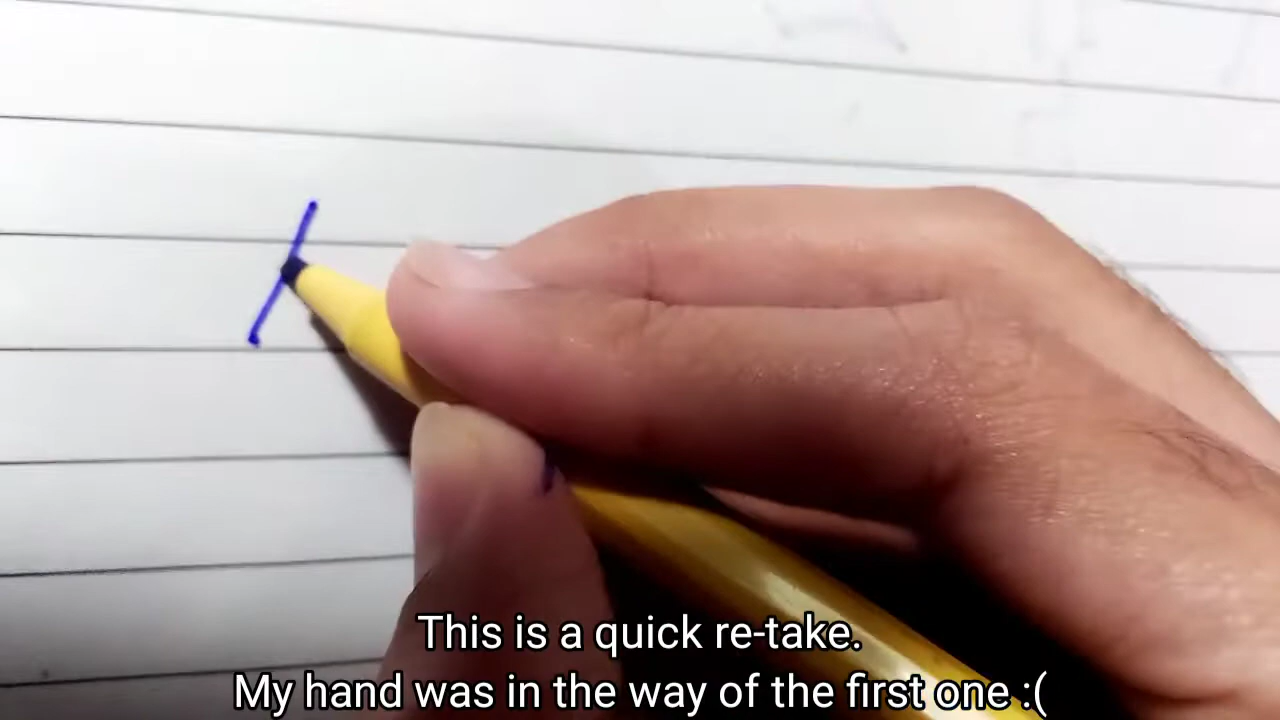 This is a quick re-take.
My hand was in the way of the first one :(